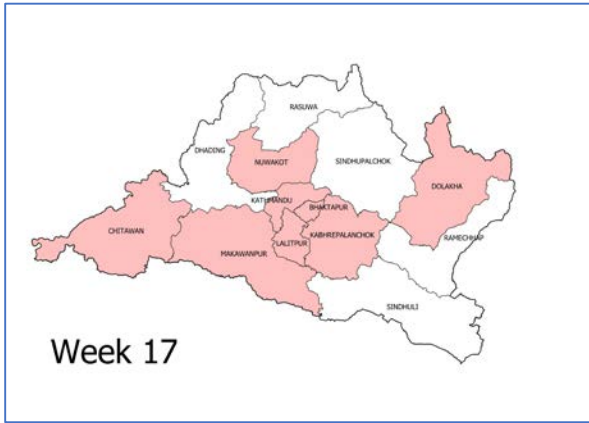 RASUWA
DHADING
NUWAKOT
SINDHUPALCHOK
DOLAKHA
KATHMANDU
BHAKTAPUR
CHITAWAN
KABHREPALANCHOK
RAMECHHAP
LALITPUR
MAKAWANPUR
SINDHULI
Week 17